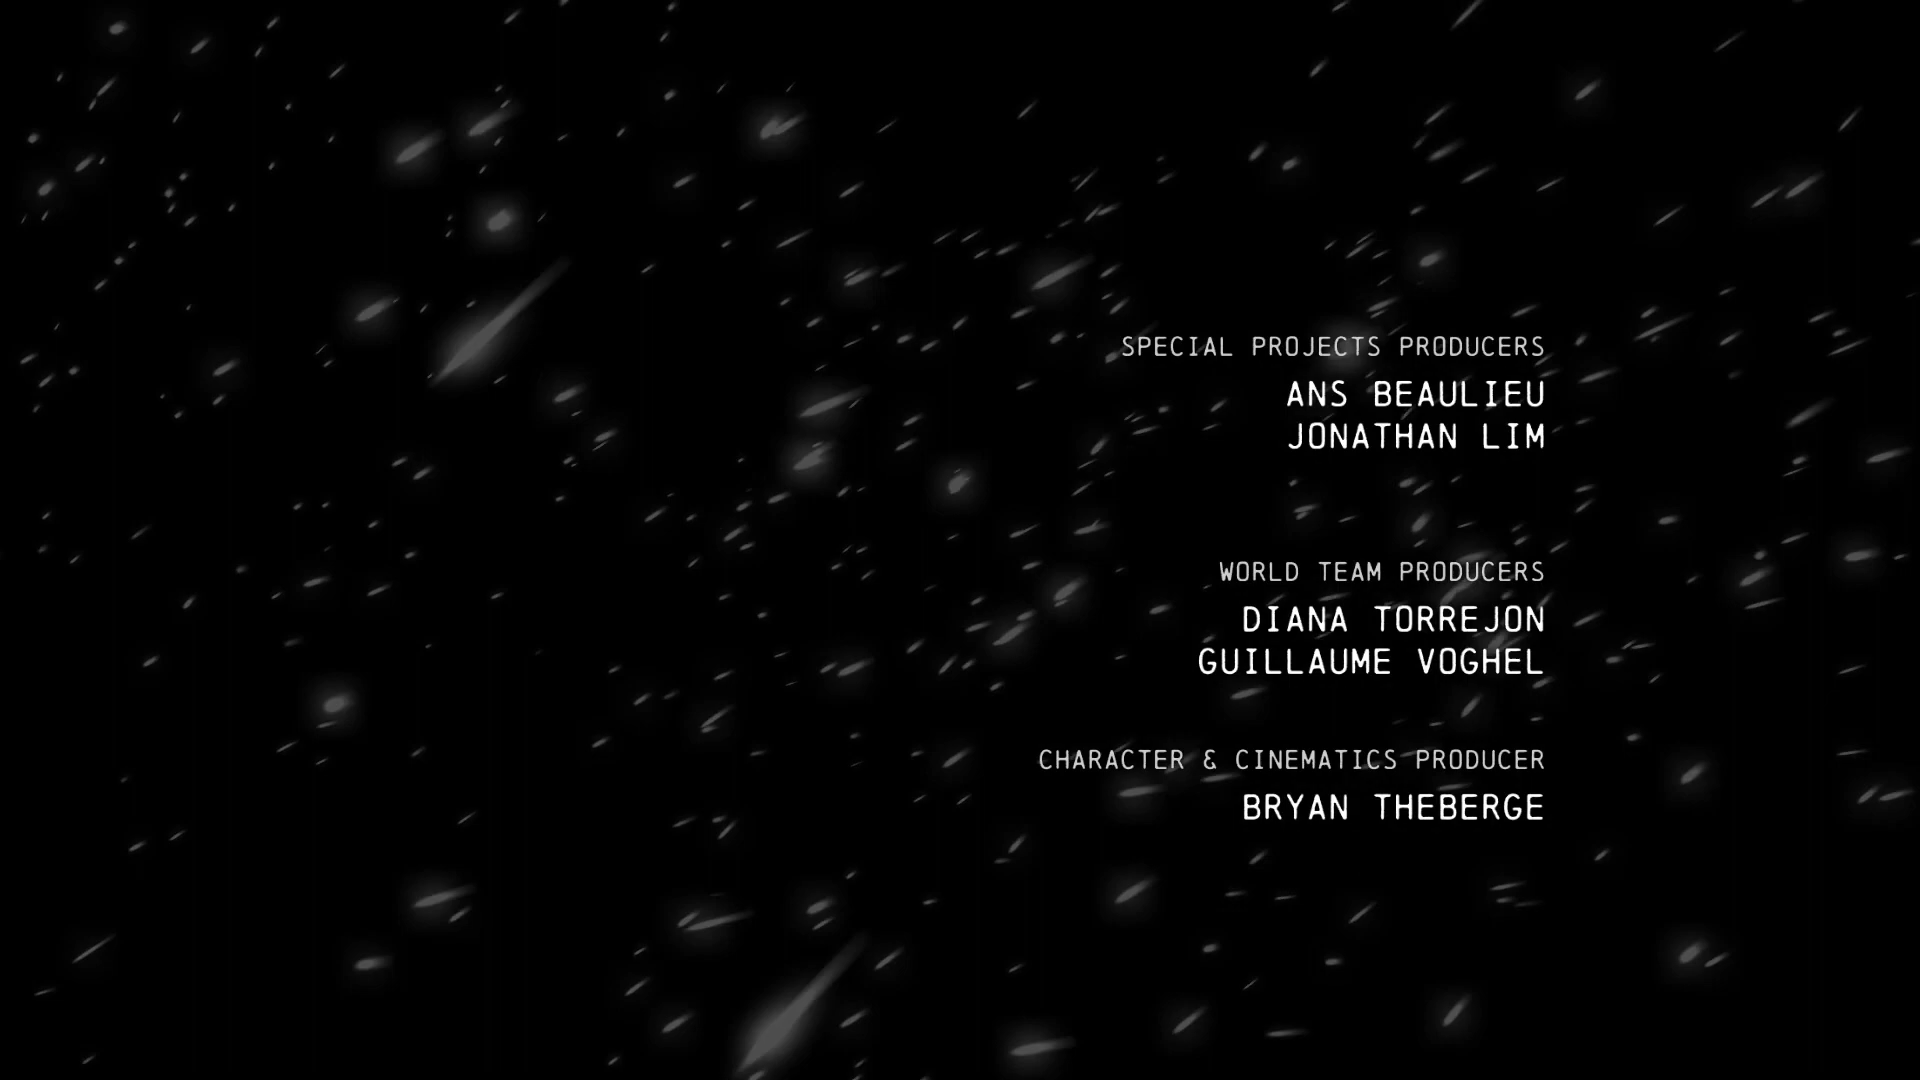 SPECIAL PROJECTS PRODUCERS
ANS BEAULIEU
JONATHAN LIM
WORLD TEAM PRODUCERS
DIANA TORREJON
GUILLAUME VOGHEL
CHARACTER & CINEMATICS PRODUCER
BRYAN THEBERGE